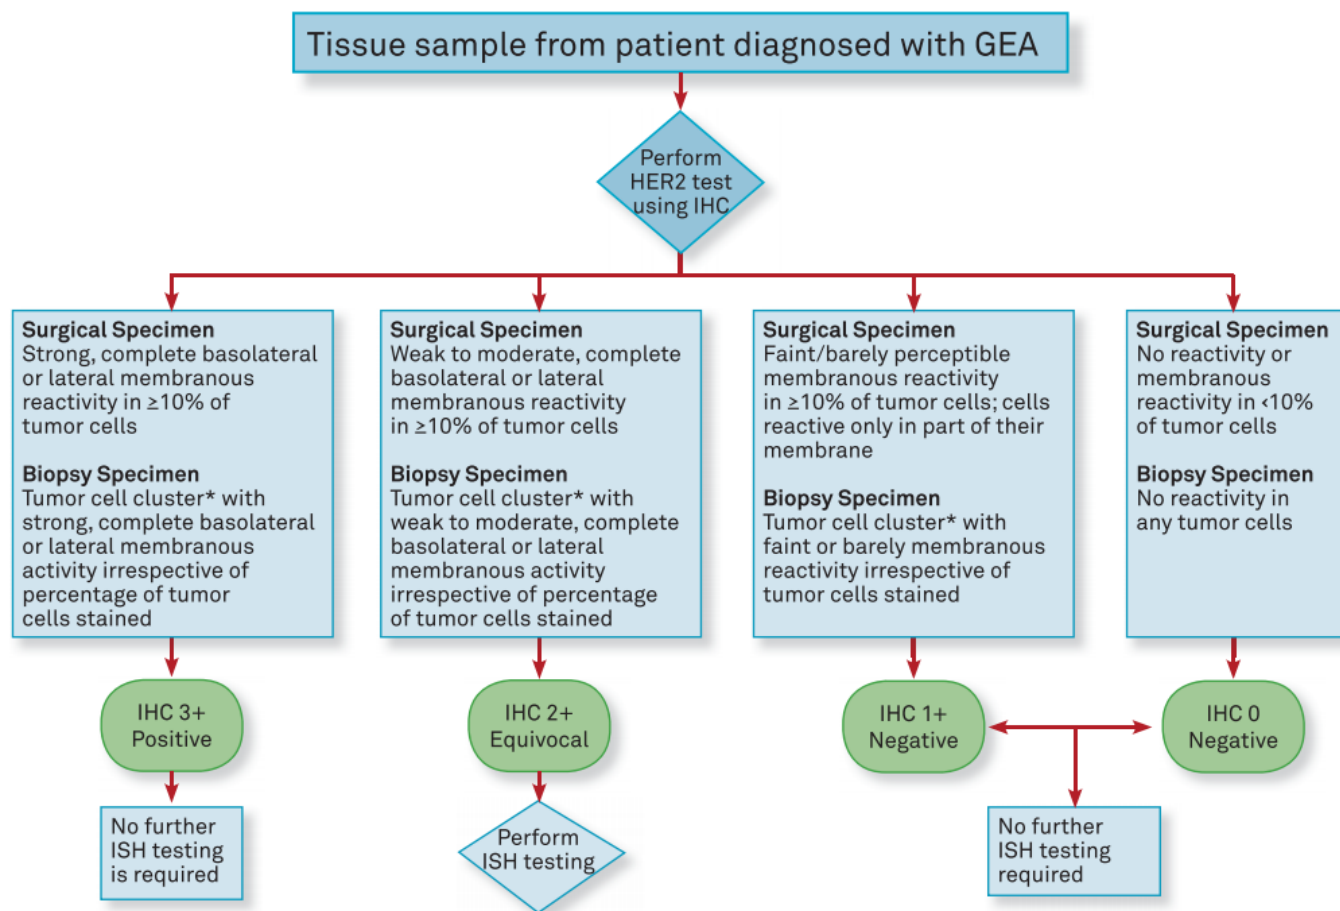 Tissue sample from patient diagnosed with GEA
Perform
HER2 test
using IHC
Surgical Specimen
Strong, complete basolateral
or lateral membranous
reactivity in ≥10% of
tumor cells
Biopsy Specimen
Tumor cell cluster* with
strong, complete basolateral
or lateral membranous
activity irrespective of
percentage of tumor
cells stained
Surgical Specimen
Weak to moderate, complete
basolateral or lateral
membranous reactivity
in ≥10% of tumor cells
Biopsy Specimen
Tumor cell cluster* with
weak to moderate, complete
basolateral or lateral
membranous activity
irrespective of percentage
of tumor cells stained
Surgical Specimen
Faint/barely perceptible
membranous reactivity
in ≥10% of tumor cells; cells
reactive only in part of their
membrane
Biopsy Specimen
Tumor cell cluster* with
faint or barely membranous
reactivity irrespective of
tumor cells stained
Surgical Specimen
No reactivity or
membranous
reactivity in <10%
of tumor cells
Biopsy Specimen
No reactivity in
any tumor cells
IHC 3+
Positive
IHC 2+
Equivocal
IHC 1+
Negative
IHC 0
Negative
No further
ISH testing
is required
Perform
ISH testing
No further
ISH testing
required